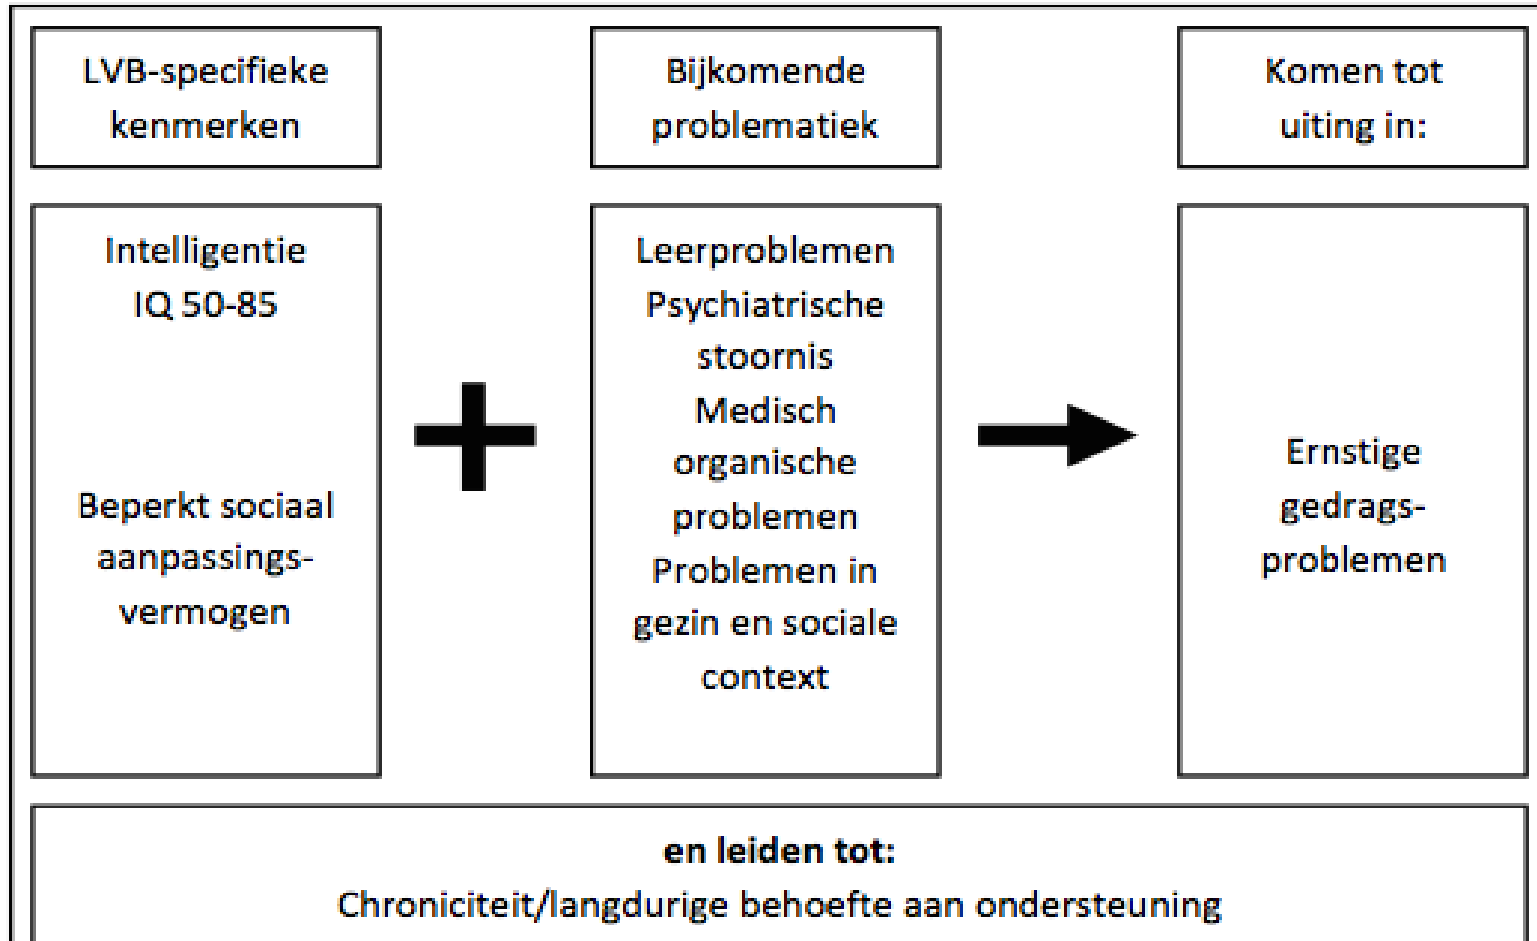 LVB-specifieke
kenmerken
Bijkomende
problematiek
Komen tot
uiting in:
Intelligentie
IQ 50-85
Beperkt sociaal
aanpassings-
vermogen
Leerproblemen
Psychiatrische
stoornis
Medisch
organische
problemen
Problemen in
gezin en sociale
context
Ernstige
gedrags-
problemen
en leiden tot:
Chroniciteit/langdurige behoefte aan ondersteuning